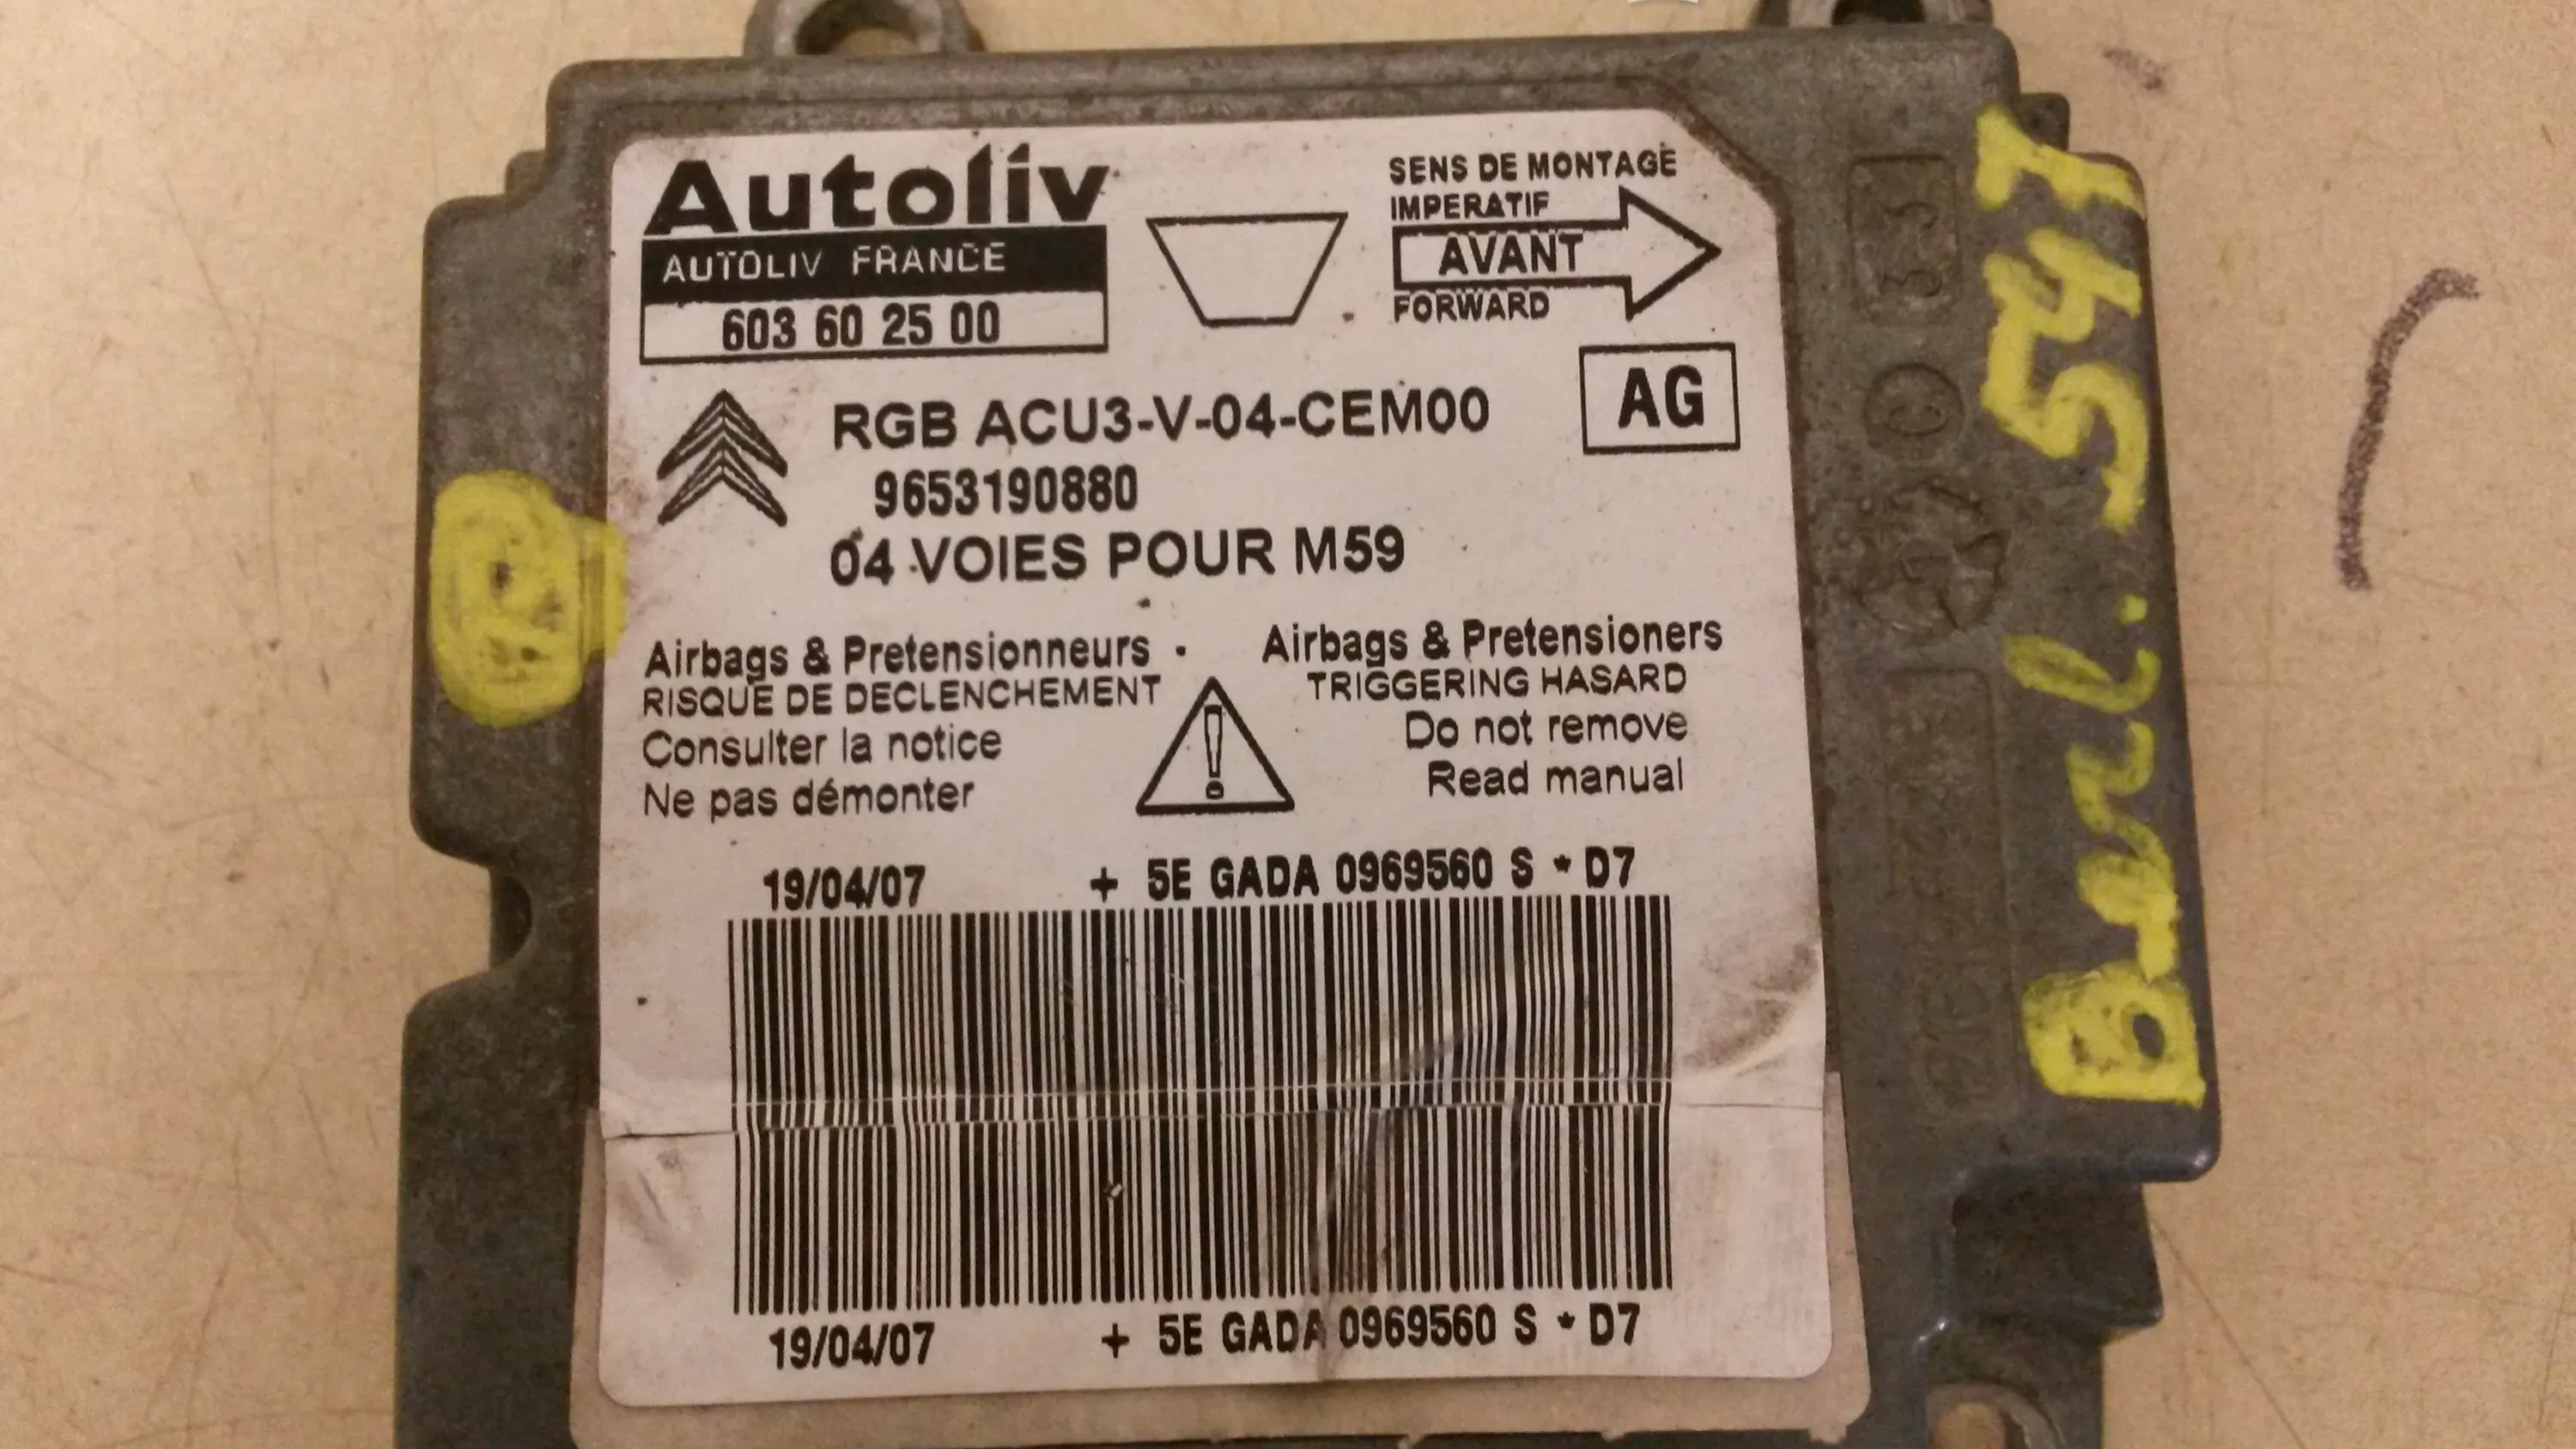 Autoliv
AUTOLIV FRANCE
603 60 25 00
SENS DE MONTAGE
IMPERATIF
AVANT
FORWARD
AG
RGB ACU3-V-04-CEM00
9653190880
04 VOIES POUR M59
Airbags & Pretensionneurs
RISQUE DE DECLENCHEMENT
Consulter la notice
Ne pas démonter
Airbags & Pretensioners
TRIGGERING HASARD
Do not remove
Read manual
19/04/07 + 5E GADA 0969560 S * D7
19/04/07 + 5E GADA 0969560 S * D7